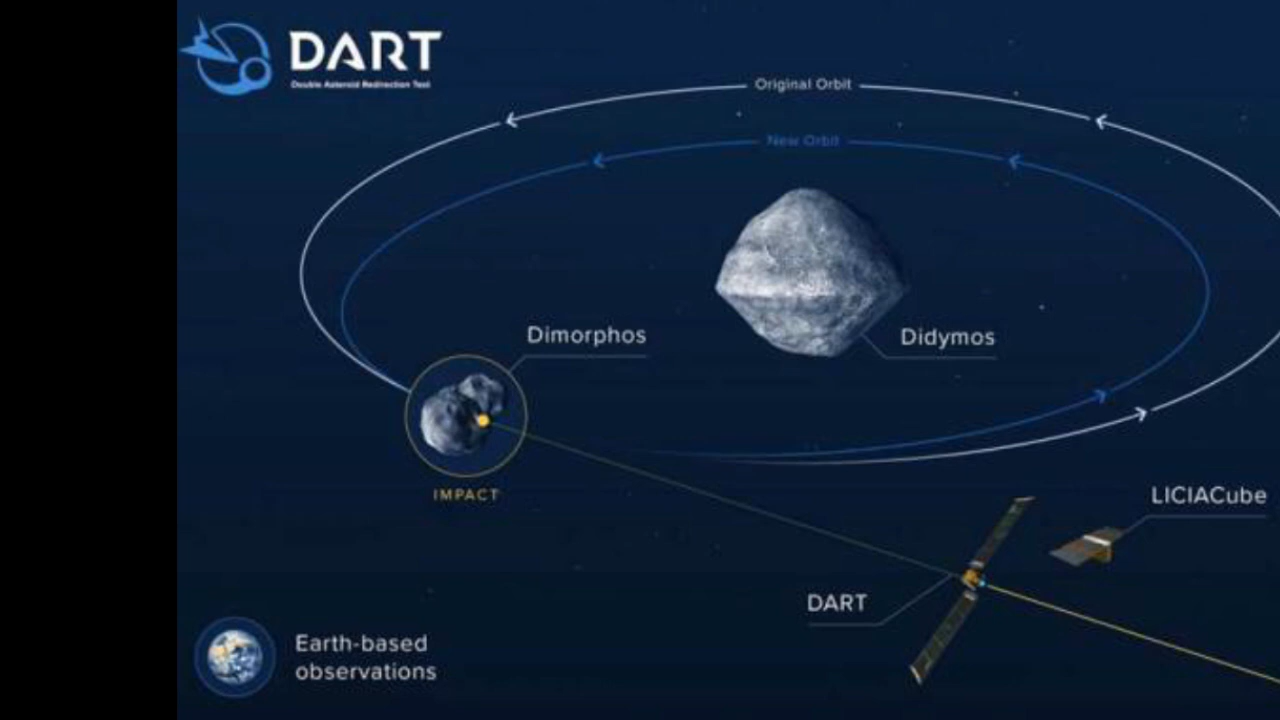 DART
Double Asteroid Redirection Test
Original Orbit
New Orbit
Dimorphos
Didymos
IMPACT
LICIACube
DART
Earth-based
observations